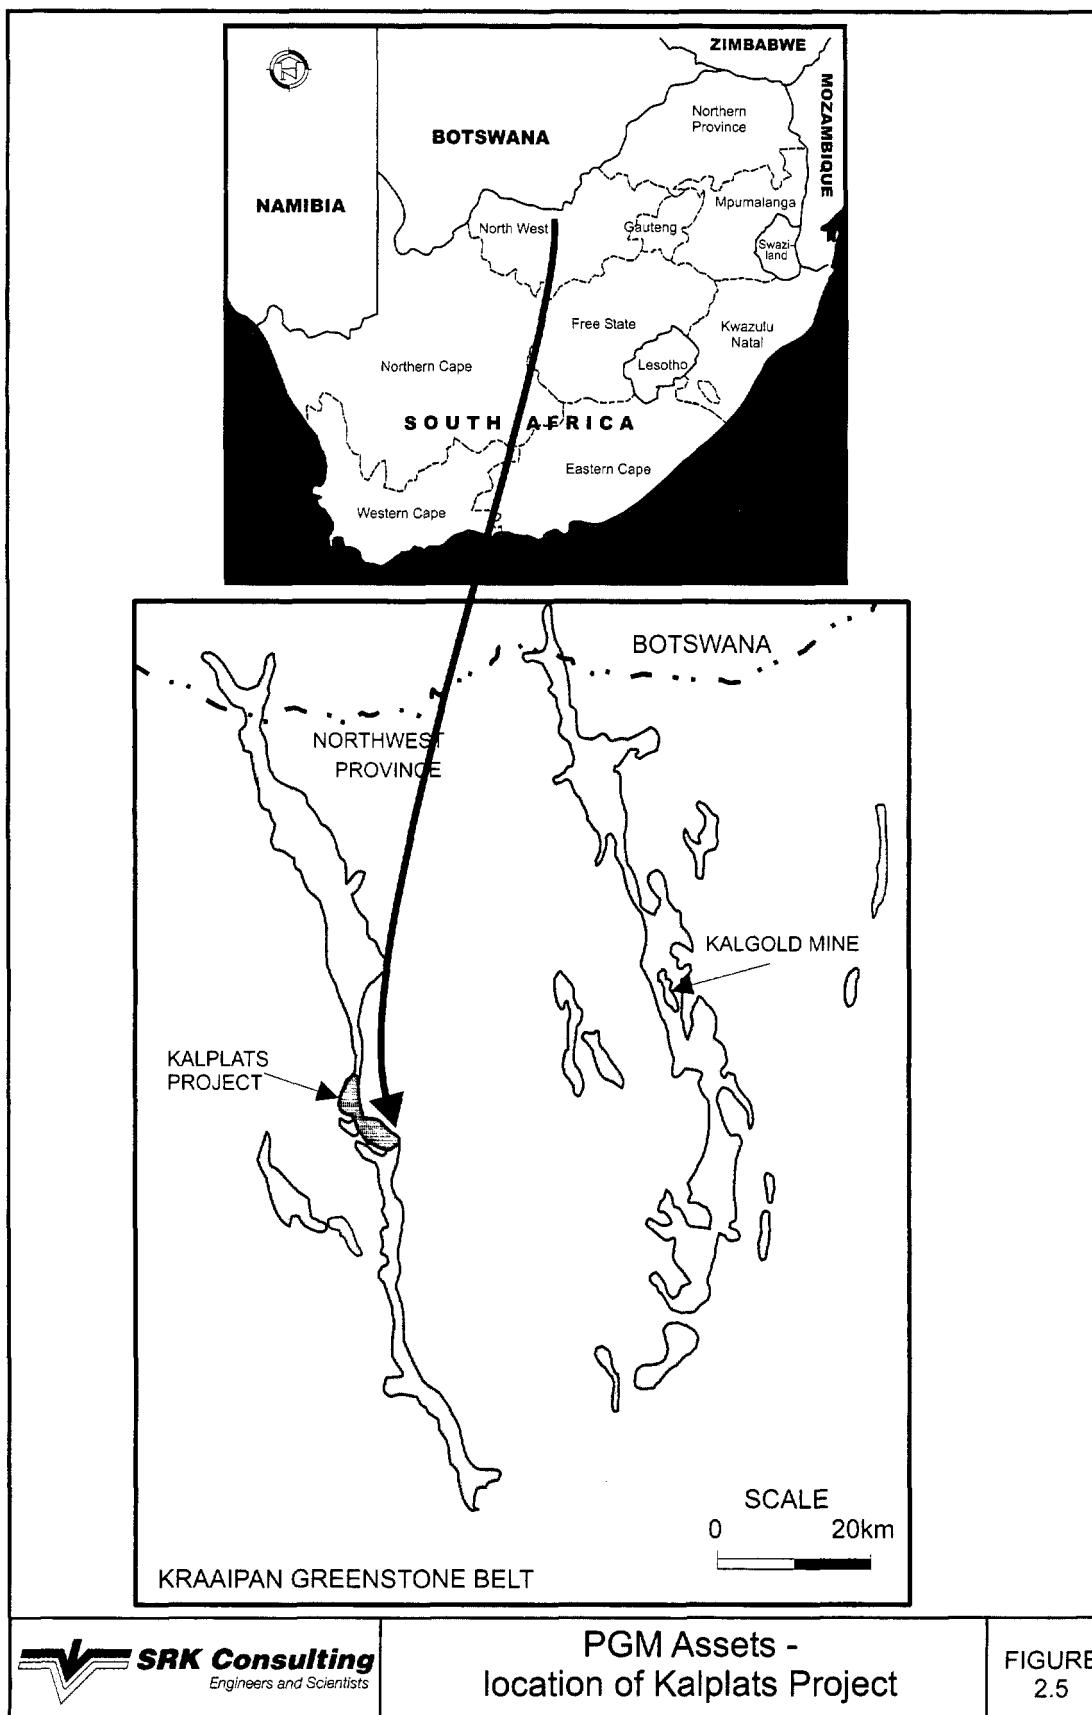 ZIMBABWE
N
MOZAMBIQUE
Northern
Province
BOTSWANA
NAMIBIA
Mpumalanga
North West
Gauteng
Swazi-
land
Free State
Kwazulu
Natal
Northern Cape
Lesotho
SOUTH AFRICA
Eastern Cape
Western Cape
BOTSWANA
NORTHWEST
PROVINCE
KALGOLD MINE
KALPLATS
PROJECT
SCALE
0 20km
KRAAIPAN GREENSTONE BELT
SRK Consulting
Engineers and Scientists
PGM Assets -
location of Kalplats Project
FIGURE
2.5